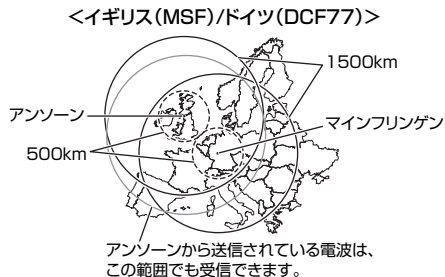 <イギリス(MSF)/ドイツ(DCF77)>
1500km
アンソーン
マインフリンゲン
500km
アンソーンから送信されている電波は、
この範囲でも受信できます。